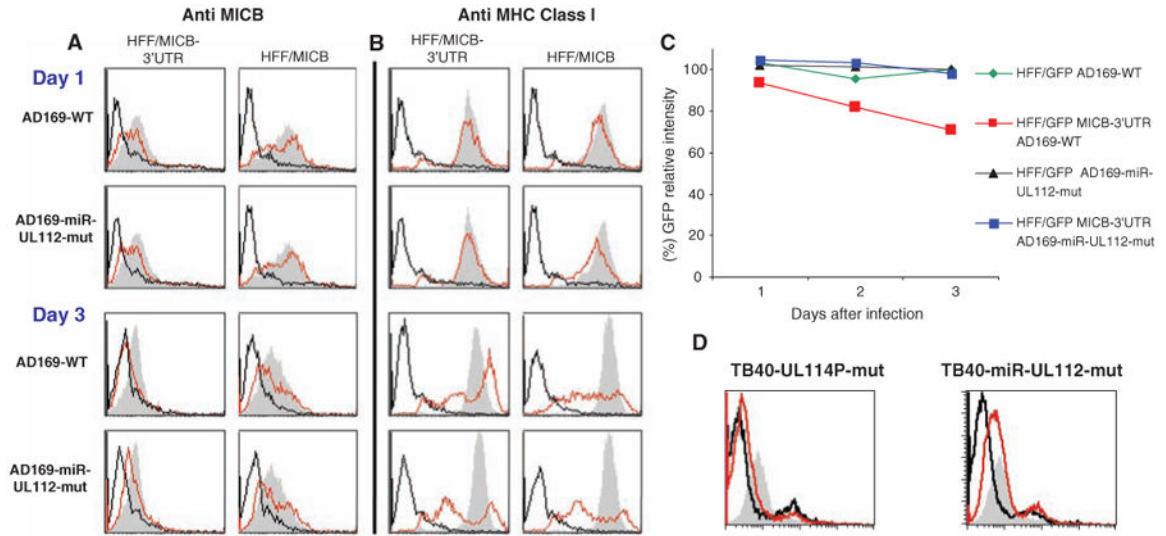 Anti MICB
Anti MHC Class I
A
HFF/MICB-
3'UTR
HFF/MICB
B
HFF/MICB-
3'UTR
HFF/MICB
Day 1
AD169-WT
AD169-miR-
UL112-mut
Day 3
AD169-WT
AD169-miR-
UL112-mut
C
(%) GFP relative intensity
100
80
60
40
20
0
1
2
3
Days after infection
HFF/GFP AD169-WT
HFF/GFP MICB-3'UTR
AD169-WT
HFF/GFP AD169-miR-
UL112-mut
HFF/GFP MICB-3'UTR
AD169-miR-UL112-mut
D
TB40-UL114P-mut
TB40-miR-UL112-mut